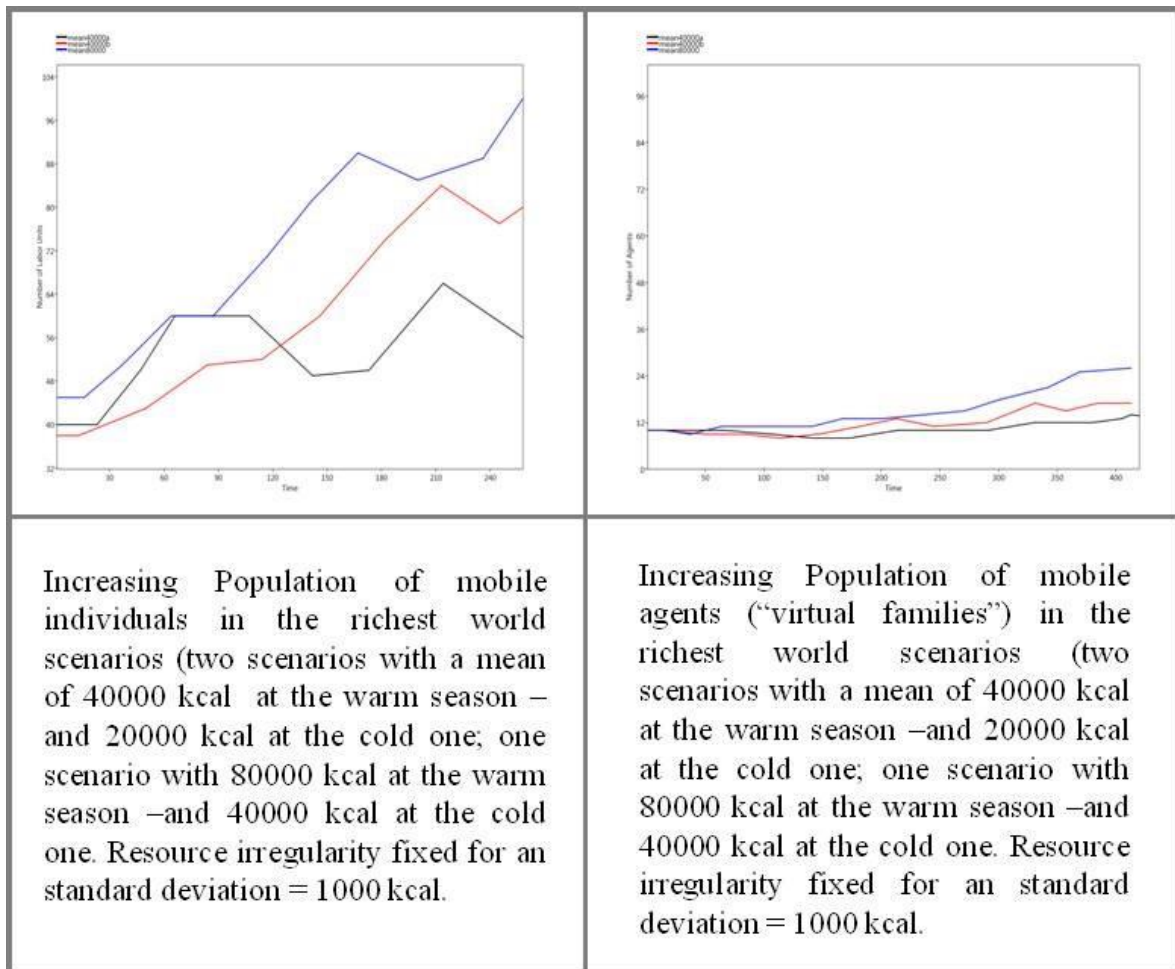 mean40000a
mean40000b
mean80000
104
96
88
80
72
64
56
48
40
32
Number of Labor Units
30
60
90
120
150
180
210
240
Time
mean40000a
mean40000b
mean80000
96
84
72
60
48
36
24
12
0
Number of Agents
50
100
150
200
250
300
350
400
Time
Increasing Population of mobile
individuals in the richest world
scenarios (two scenarios with a mean
of 40000 kcal at the warm season –
and 20000 kcal at the cold one; one
scenario with 80000 kcal at the warm
season –and 40000 kcal at the cold
one. Resource irregularity fixed for an
standard deviation = 1000 kcal.
Increasing Population of mobile
agents (“virtual families”) in the
richest world scenarios (two
scenarios with a mean of 40000 kcal
at the warm season –and 20000 kcal
at the cold one; one scenario with
80000 kcal at the warm season –and
40000 kcal at the cold one. Resource
irregularity fixed for an standard
deviation = 1000 kcal.